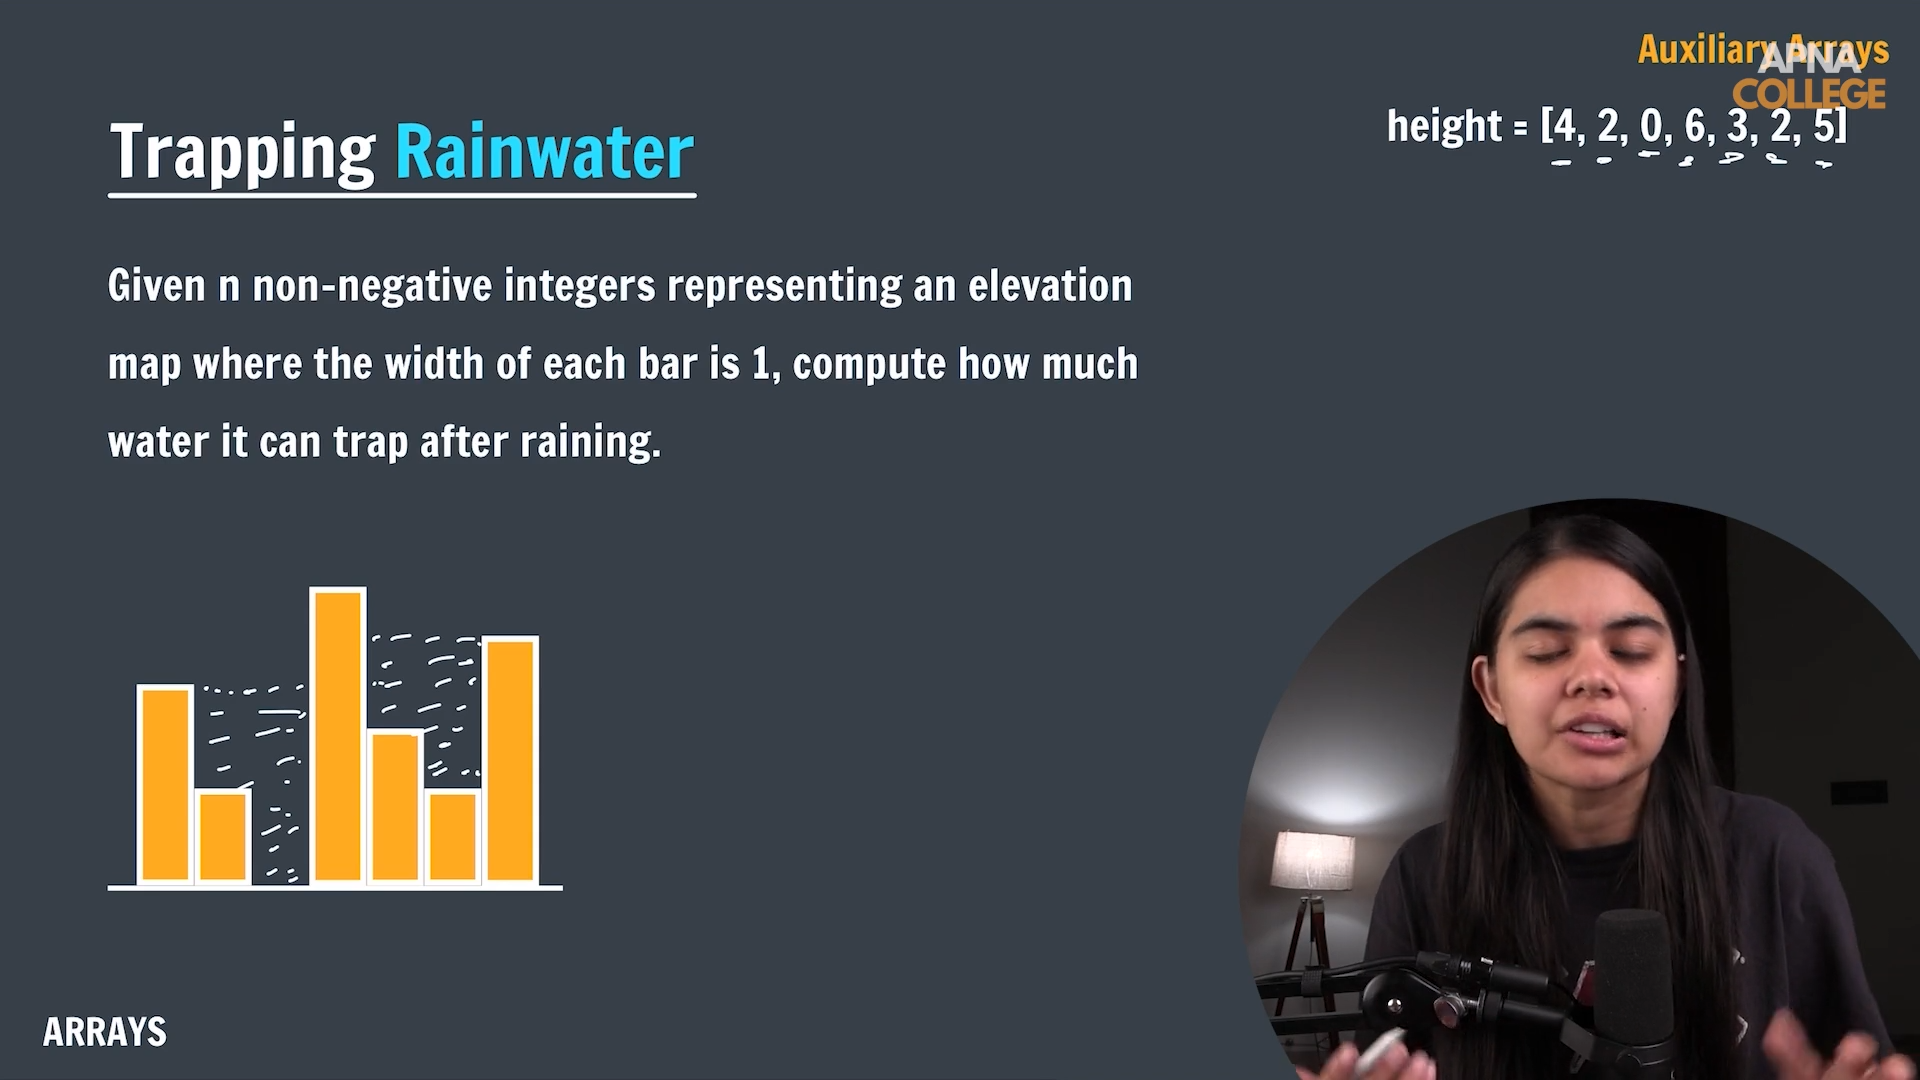 Auxiliary Arrays
APNA
COLLEGE
height = [4, 2, 0, 6, 3, 2, 5]
Trapping Rainwater
Given n non-negative integers representing an elevation
map where the width of each bar is 1, compute how much
water it can trap after raining.
ARRAYS